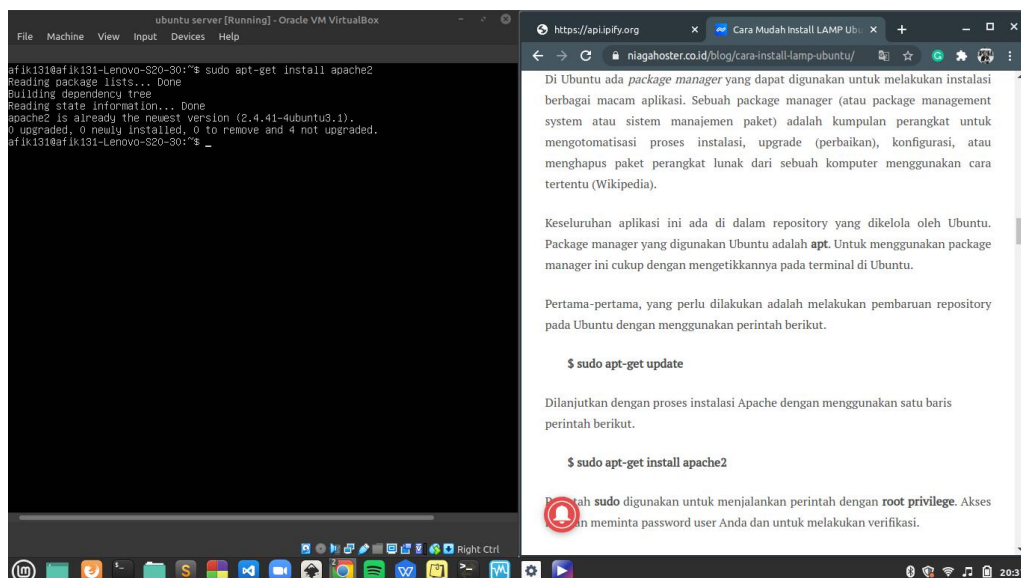 ubuntu server [Running] - Oracle VM VirtualBox
File Machine View Input Devices Help
afik131@afik131-Lenovo-S20-30:~$ sudo apt-get install apache2
Reading package lists... Done
Building dependency tree
Reading state information... Done
apache2 is already the newest version (2.4.41-4ubuntu3.1).
0 upgraded, 0 newly installed, 0 to remove and 4 not upgraded.
afik131@afik131-Lenovo-S20-30:~$ _
Right Ctrl
https://api.ipify.org
Cara Mudah Install LAMP Ubu
niagahoster.co.id/blog/cara-install-lamp-ubuntu/
Di Ubuntu ada package manager yang dapat digunakan untuk melakukan instalasi
berbagai macam aplikasi. Sebuah package manager (atau package management
system atau sistem manajemen paket) adalah kumpulan perangkat untuk
mengotomatisasi proses instalasi, upgrade (perbaikan), konfigurasi, atau
menghapus paket perangkat lunak dari sebuah komputer menggunakan cara
tertentu (Wikipedia).
Keseluruhan aplikasi ini ada di dalam repository yang dikelola oleh Ubuntu.
Package manager yang digunakan Ubuntu adalah apt. Untuk menggunakan package
manager ini cukup dengan mengetikkannya pada terminal di Ubuntu.
Pertama-pertama, yang perlu dilakukan adalah melakukan pembaruan repository
pada Ubuntu dengan menggunakan perintah berikut.
$ sudo apt-get update
Dilanjutkan dengan proses instalasi Apache dengan menggunakan satu baris
perintah berikut.
$ sudo apt-get install apache2
tah sudo digunakan untuk menjalankan perintah dengan root privilege. Akses
n meminta password user Anda dan untuk melakukan verifikasi.
20:3